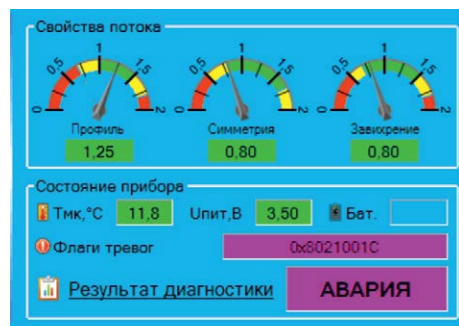 Свойства потока
0 0,5 1 1,5 2
0 0,5 1 1,5 2
0 0,5 1 1,5 2
Профиль Симметрия Завихрение
1,25 0,80 0,80
Состояние прибора
Тмк,°C 11,8 Uпит,В 3,50 Бат.
Флаги тревог 0x8021001C
Результат диагностики АВАРИЯ